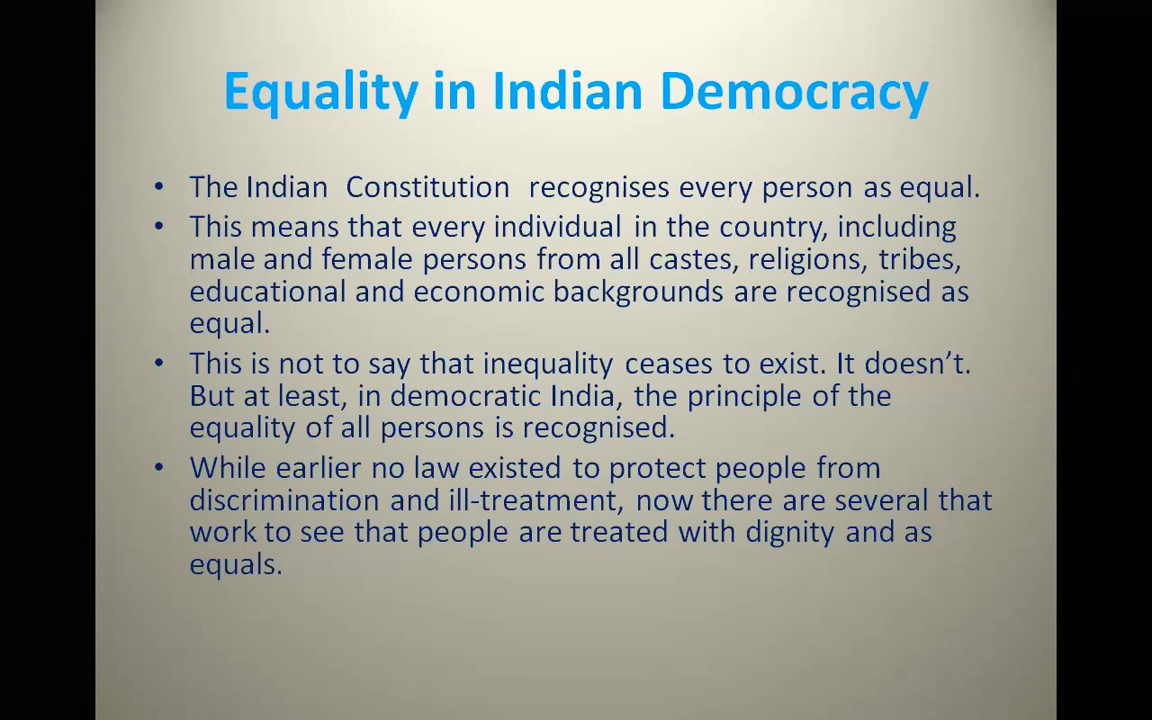 Equality in Indian Democracy
• The Indian Constitution recognises every person as equal.
• This means that every individual in the country, including
male and female persons from all castes, religions, tribes,
educational and economic backgrounds are recognised as
equal.
• This is not to say that inequality ceases to exist. It doesn’t.
But at least, in democratic India, the principle of the
equality of all persons is recognised.
• While earlier no law existed to protect people from
discrimination and ill-treatment, now there are several that
work to see that people are treated with dignity and as
equals.